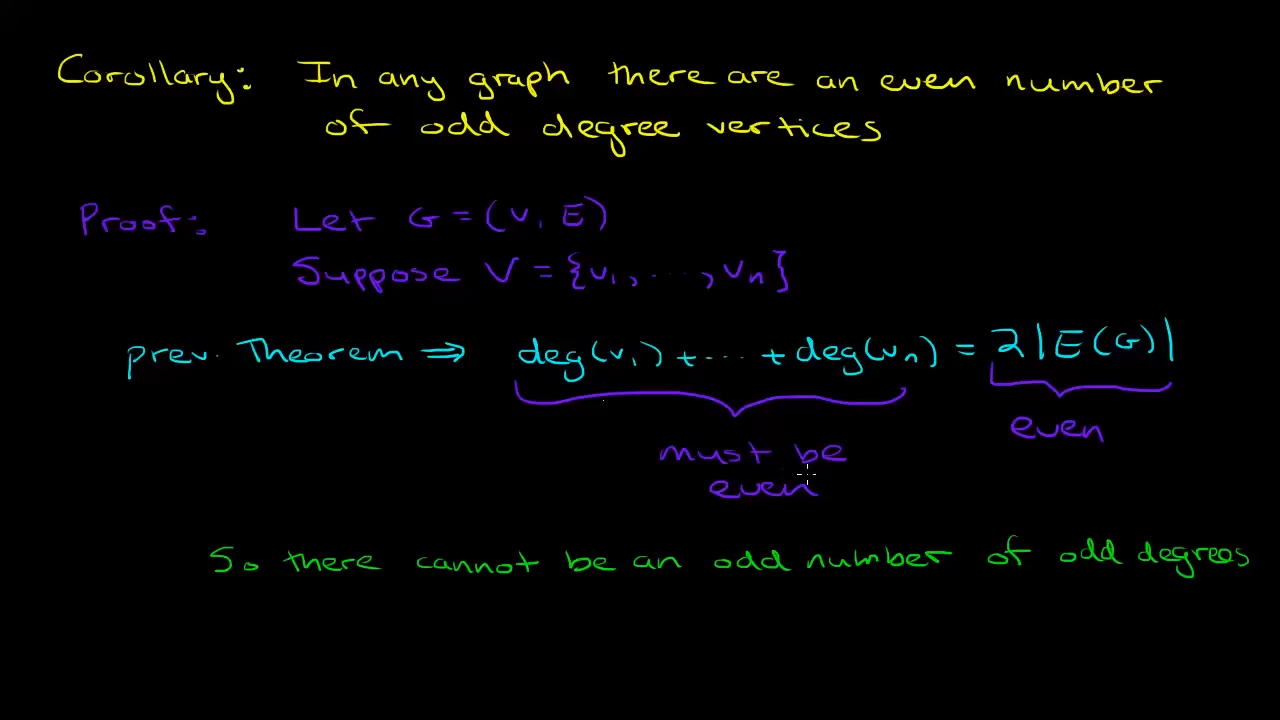 Corollary: In any graph there are an even number
of odd degree vertices
Proof: Let G = (V, E)
Suppose V = {v₁, ..., vₙ}
prev. Theorem ⇒ deg(v₁) + ... + deg(vₙ) = 2|E(G)|
even
must be
even
So there cannot be an odd number of odd degrees